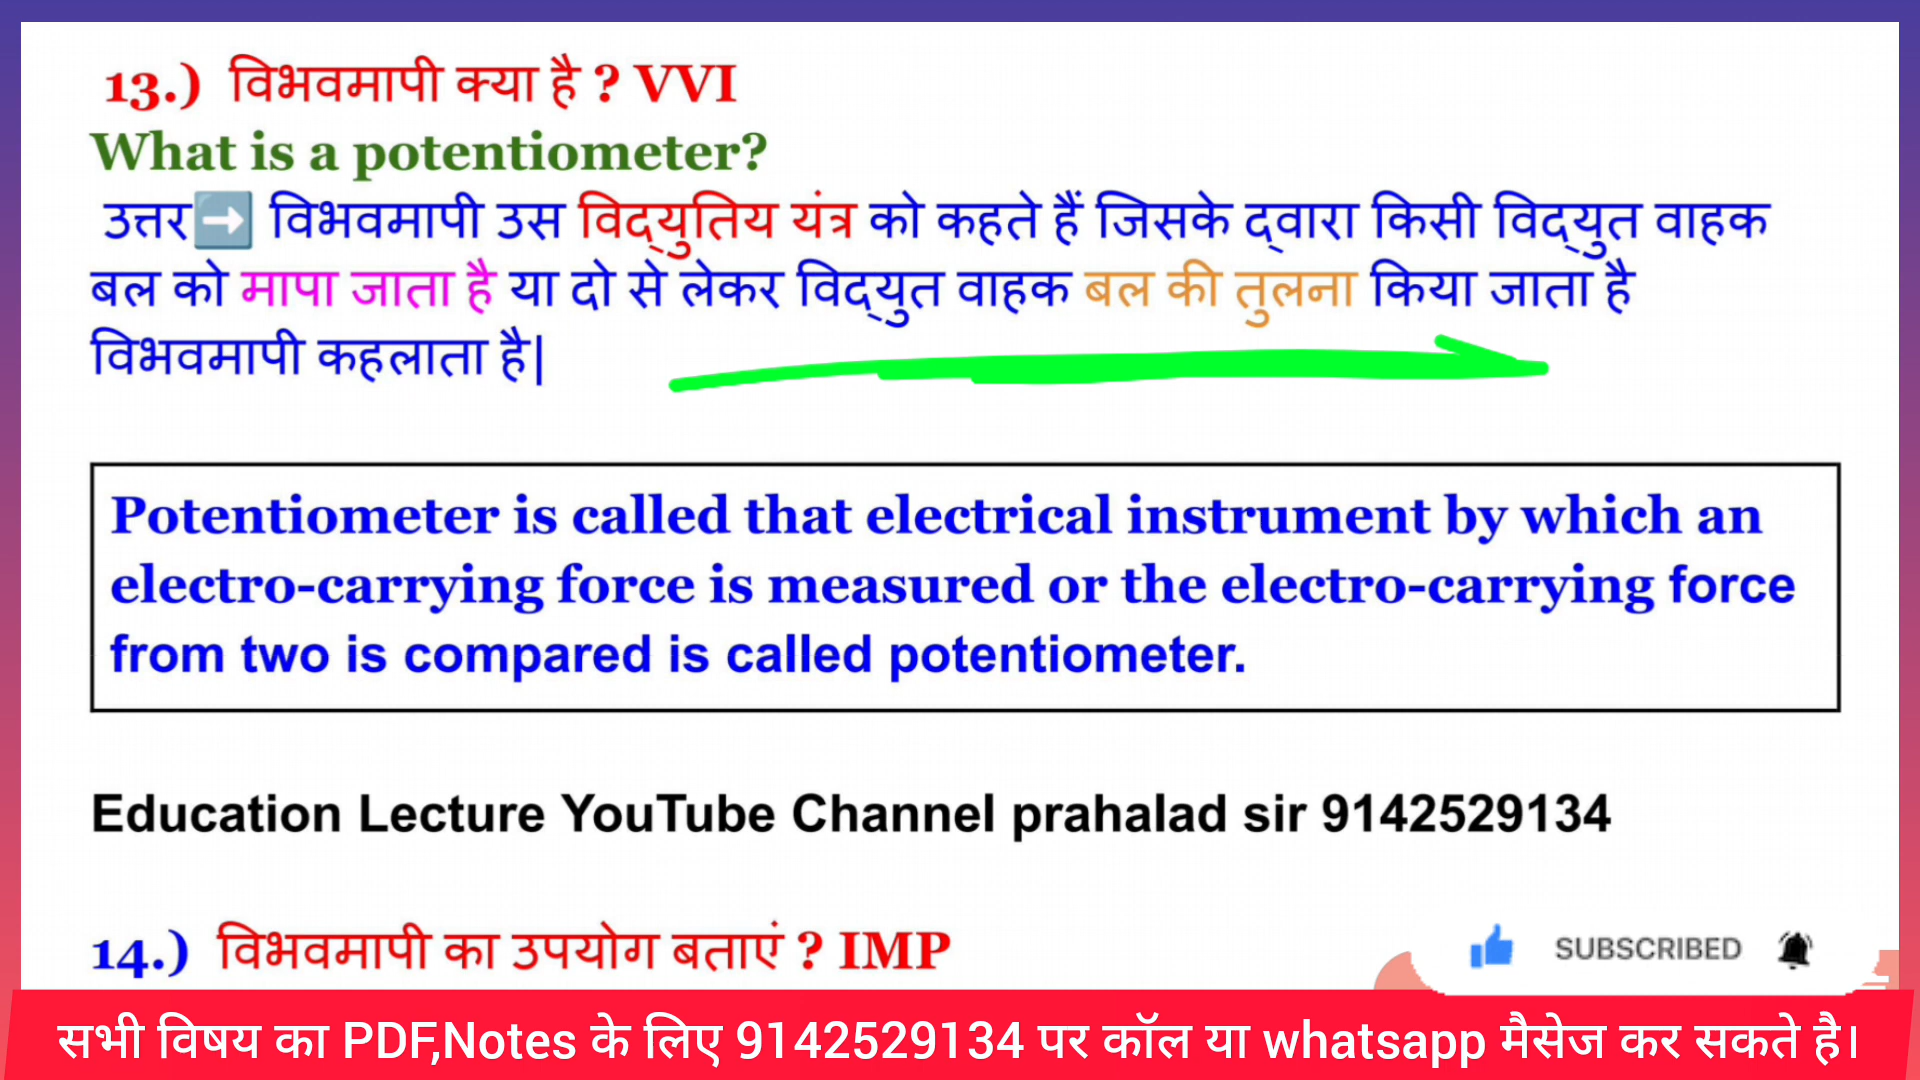 13.) विभवमापी क्या है ? VVI
What is a potentiometer?
उत्तर➡️ विभवमापी उस विद्युतिय यंत्र को कहते हैं जिसके द्वारा किसी विद्युत वाहक
बल को मापा जाता है या दो से लेकर विद्युत वाहक बल की तुलना किया जाता है
विभवमापी कहलाता है|
Potentiometer is called that electrical instrument by which an
electro-carrying force is measured or the electro-carrying force
from two is compared is called potentiometer.
Education Lecture YouTube Channel prahalad sir 9142529134
14.) विभवमापी का उपयोग बताएं ? IMP
SUBSCRIBED
सभी विषय का PDF,Notes के लिए 9142529134 पर कॉल या whatsapp मैसेज कर सकते है।